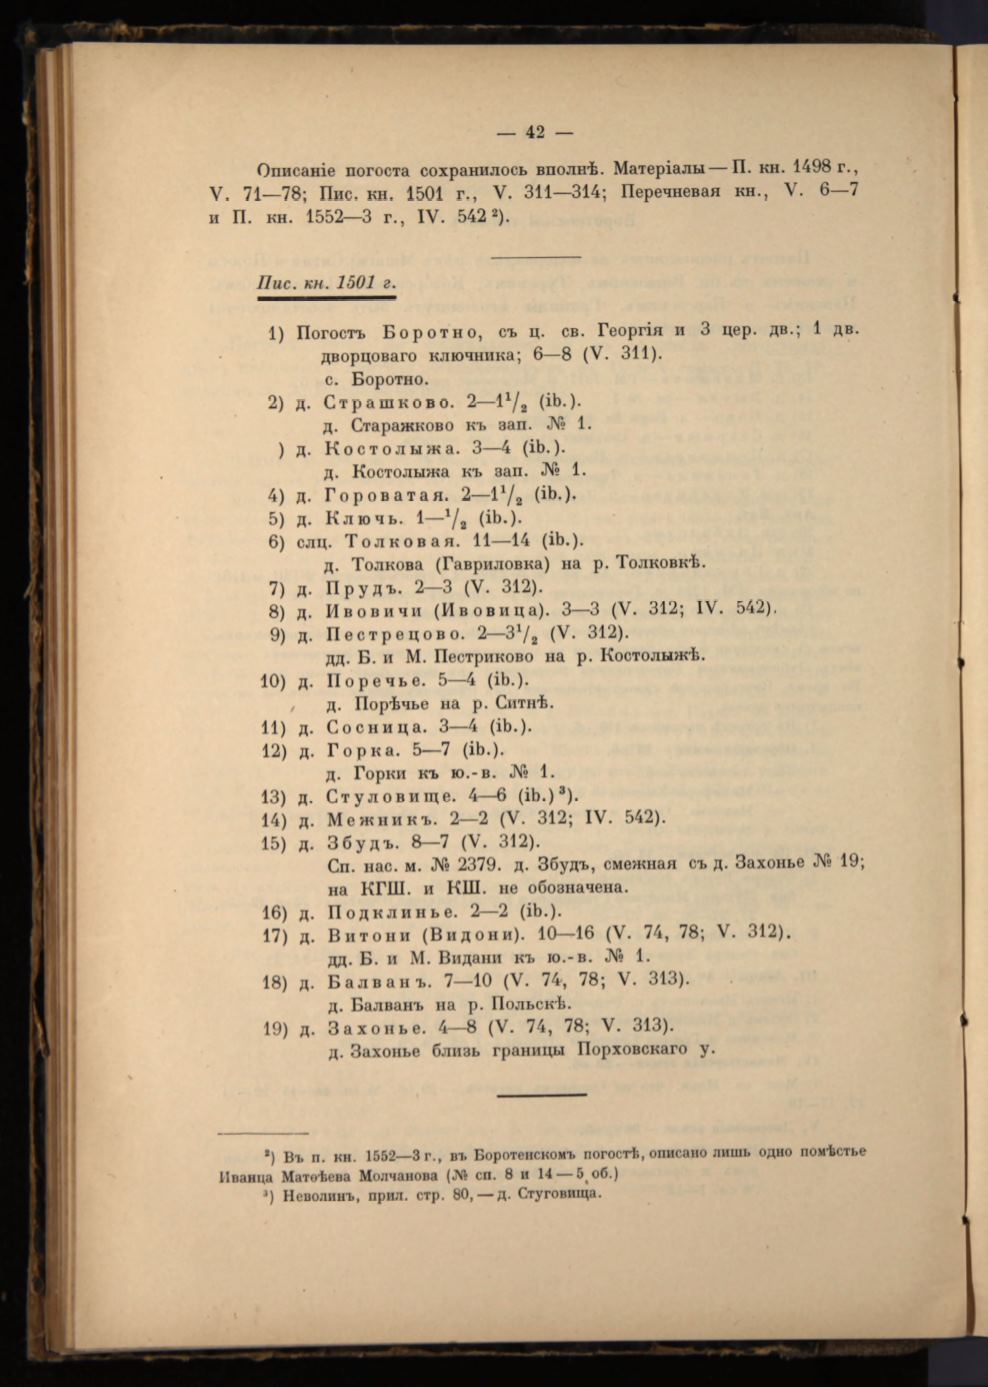 — 42 —
Описаніе погоста сохранилось вполнѣ. Матеріалы — П. кн. 1498 г.,
V. 71—78; Пис. кн. 1501 г., V. 311—314; Перечневая кн., V. 6—7
и П. кн. 1552—3 г., IV. 542 ²).
Пис. кн. 1501 г.
1) Погостъ Боротно, съ ц. св. Георгія и 3 цер. дв.; 1 дв.
дворцоваго ключника; 6—8 (V. 311).
с. Боротно.
2) д. Страшково. 2—1¹/₂ (ib.).
д. Старажково къ зап. № 1.
) д. Костолыжа. 3—4 (ib.).
д. Костолыжа къ зап. № 1.
4) д. Гороватая. 2—1¹/₂ (ib.).
5) д. Ключь. 1—¹/₂ (ib.).
6) слц. Толковая. 11—14 (ib.).
д. Толкова (Гавриловка) на р. Толковкѣ.
7) д. Прудъ. 2—3 (V. 312).
8) д. Ивовичи (Ивовица). 3—3 (V. 312; IV. 542).
9) д. Пестрецово. 2—3¹/₂ (V. 312).
дд. Б. и М. Пестриково на р. Костолыжѣ.
10) д. Поречье. 5—4 (ib.).
д. Порѣчье на р. Ситнѣ.
11) д. Сосница. 3—4 (ib.).
12) д. Горка. 5—7 (ib.).
д. Горки къ ю.-в. № 1.
13) д. Стуловище. 4—6 (ib.) ³).
14) д. Межникъ. 2—2 (V. 312; IV. 542).
15) д. Збудъ. 8—7 (V. 312).
Сп. нас. м. № 2379. д. Збудъ, смежная съ д. Захонье № 19;
на КГШ. и КШ. не обозначена.
16) д. Подклинье. 2—2 (ib.).
17) д. Витони (Видони). 10—16 (V. 74, 78; V. 312).
дд. Б. и М. Видани къ ю.-в. № 1.
18) д. Балванъ. 7—10 (V. 74, 78; V. 313).
д. Балванъ на р. Польскѣ.
19) д. Захонье. 4—8 (V. 74, 78; V. 313).
д. Захонье близь границы Порховскаго у.
²) Въ п. кн. 1552—3 г., въ Боротенскомъ погостѣ, описано лишь одно помѣстье
Иванца Матѳѣева Молчанова (№ сп. 8 и 14 — 5 об.)
³) Неволинъ, прил. стр. 80, — д. Стуговища.